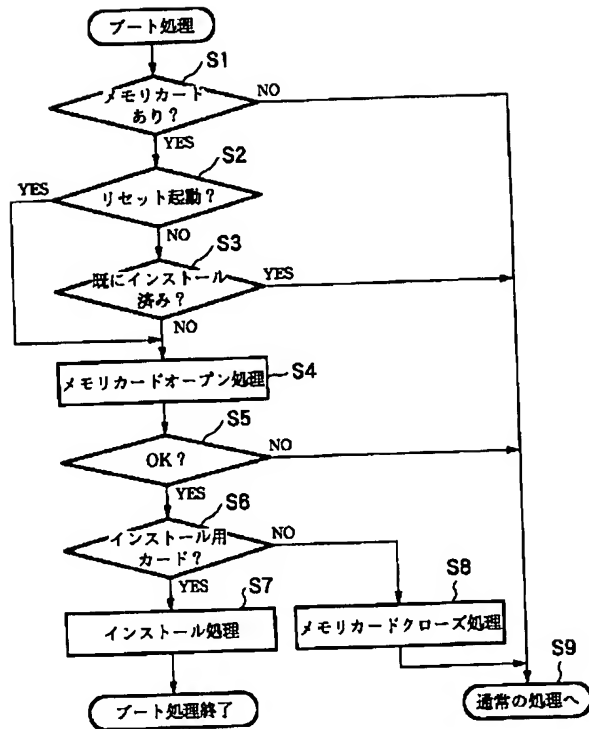 ブート処理
S1
メモリカード
あり？
NO
YES
S2
YES
リセット起動？
NO
S3
既にインストール
済み？
YES
NO
メモリカードオープン処理
S4
S5
OK？
NO
YES
S6
インストール用
カード？
NO
YES
S7
インストール処理
S8
メモリカードクローズ処理
S9
ブート処理終了
通常の処理へ